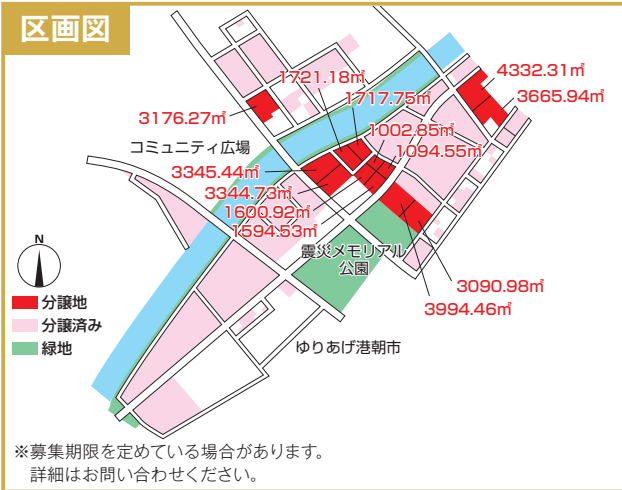 区画図
4332.31㎡
1721.18㎡
1717.75㎡
3665.94㎡
3176.27㎡
1002.85㎡
コミュニティ広場
1094.55㎡
3345.44㎡
3344.73㎡
1600.92㎡
1594.53㎡
震災メモリアル
公園
N
3090.98㎡
分譲地
3994.46㎡
分譲済み
緑地
ゆりあげ港朝市
※募集期限を定めている場合があります。
詳細はお問い合わせください。